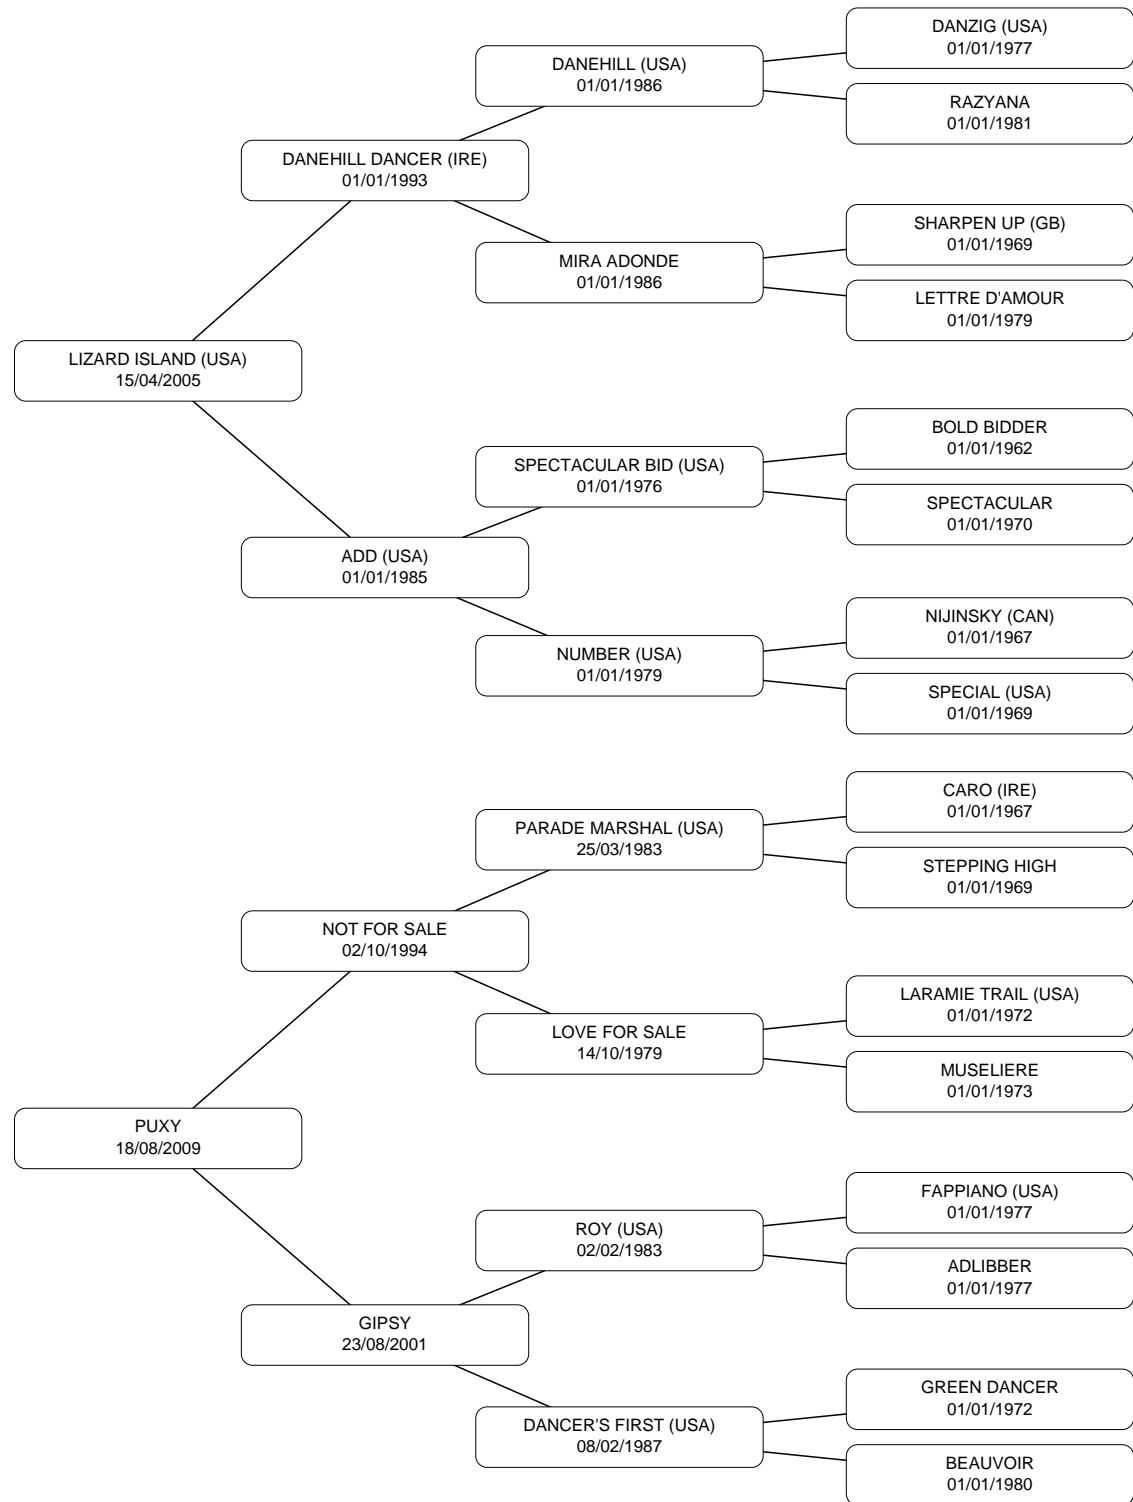 DANZIG (USA)
01/01/1977
DANEHILL (USA)
01/01/1986
RAZYANA
01/01/1981
DANEHILL DANCER (IRE)
01/01/1993
SHARPEN UP (GB)
01/01/1969
MIRA ADONDE
01/01/1986
LETTRE D'AMOUR
01/01/1979
LIZARD ISLAND (USA)
15/04/2005
BOLD BIDDER
01/01/1962
SPECTACULAR BID (USA)
01/01/1976
SPECTACULAR
01/01/1970
ADD (USA)
01/01/1985
NIJINSKY (CAN)
01/01/1967
NUMBER (USA)
01/01/1979
SPECIAL (USA)
01/01/1969
CARO (IRE)
01/01/1967
PARADE MARSHAL (USA)
25/03/1983
STEPPING HIGH
01/01/1969
NOT FOR SALE
02/10/1994
LARAMIE TRAIL (USA)
01/01/1972
LOVE FOR SALE
14/10/1979
MUSELIERE
01/01/1973
PUXY
18/08/2009
FAPPIANO (USA)
01/01/1977
ROY (USA)
02/02/1983
ADLIBBER
01/01/1977
GIPSY
23/08/2001
GREEN DANCER
01/01/1972
DANCER'S FIRST (USA)
08/02/1987
BEAUVOIR
01/01/1980